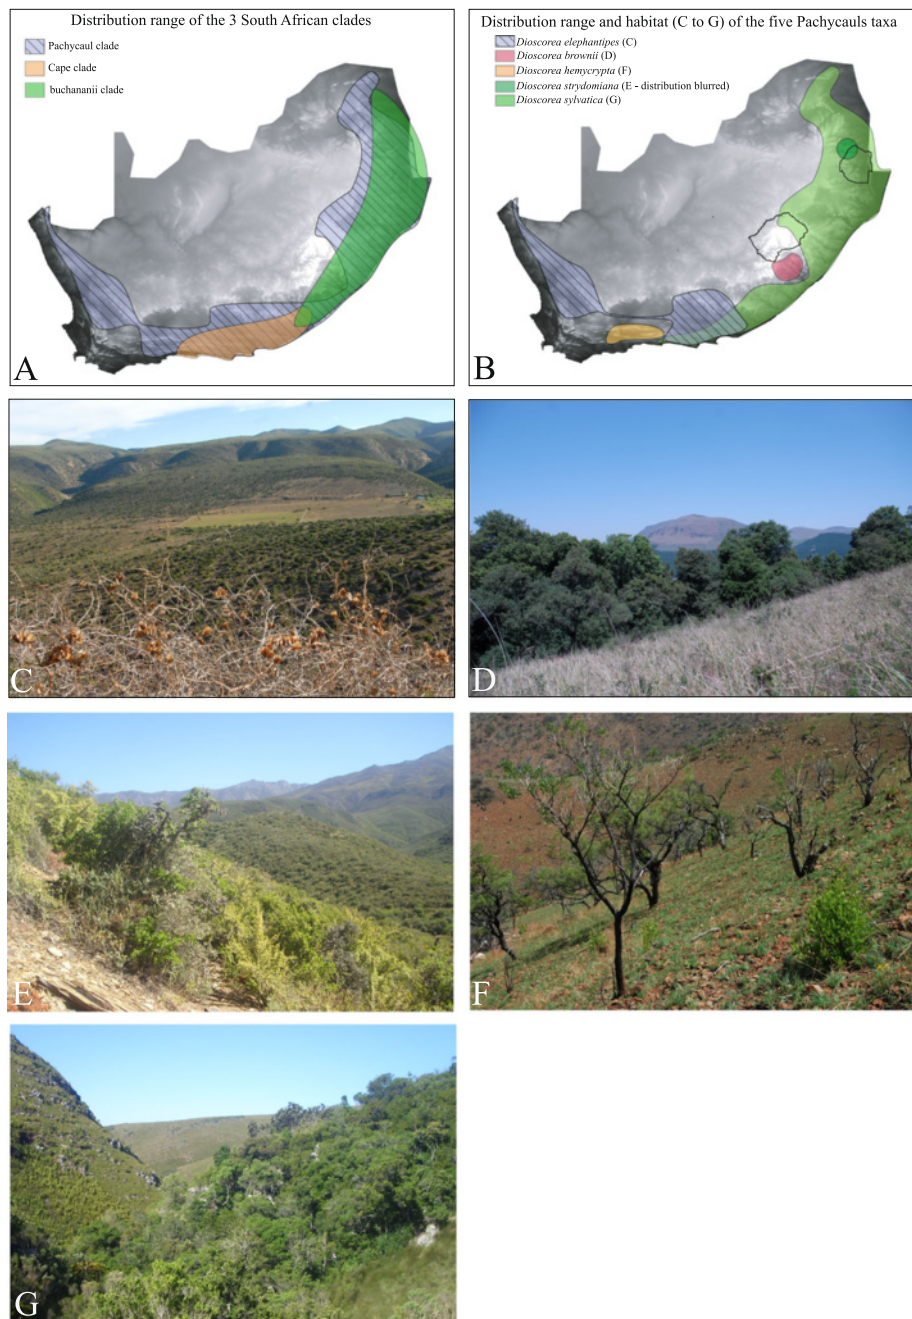 Distribution range of the 3 South African clades
Pachycaul clade
Cape clade
buchananii clade
A
Distribution range and habitat (C to G) of the five Pachycauls taxa
Dioscorea elephantipes (C)
Dioscorea brownii (D)
Dioscorea hemycrypta (F)
Dioscorea strydomiana (E - distribution blurred)
Dioscorea sylvatica (G)
B
C
D
E
F
G